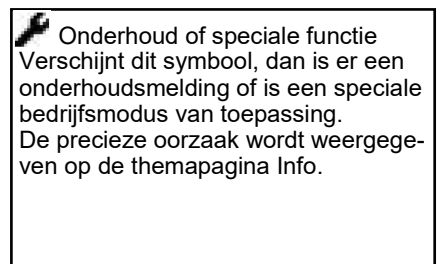 Onderhoud of speciale functie
Verschijnt dit symbool, dan is er een
onderhoudsmelding of is een speciale
bedrijfsmodus van toepassing.
De precieze oorzaak wordt weergege-
ven op de themapagina Info.